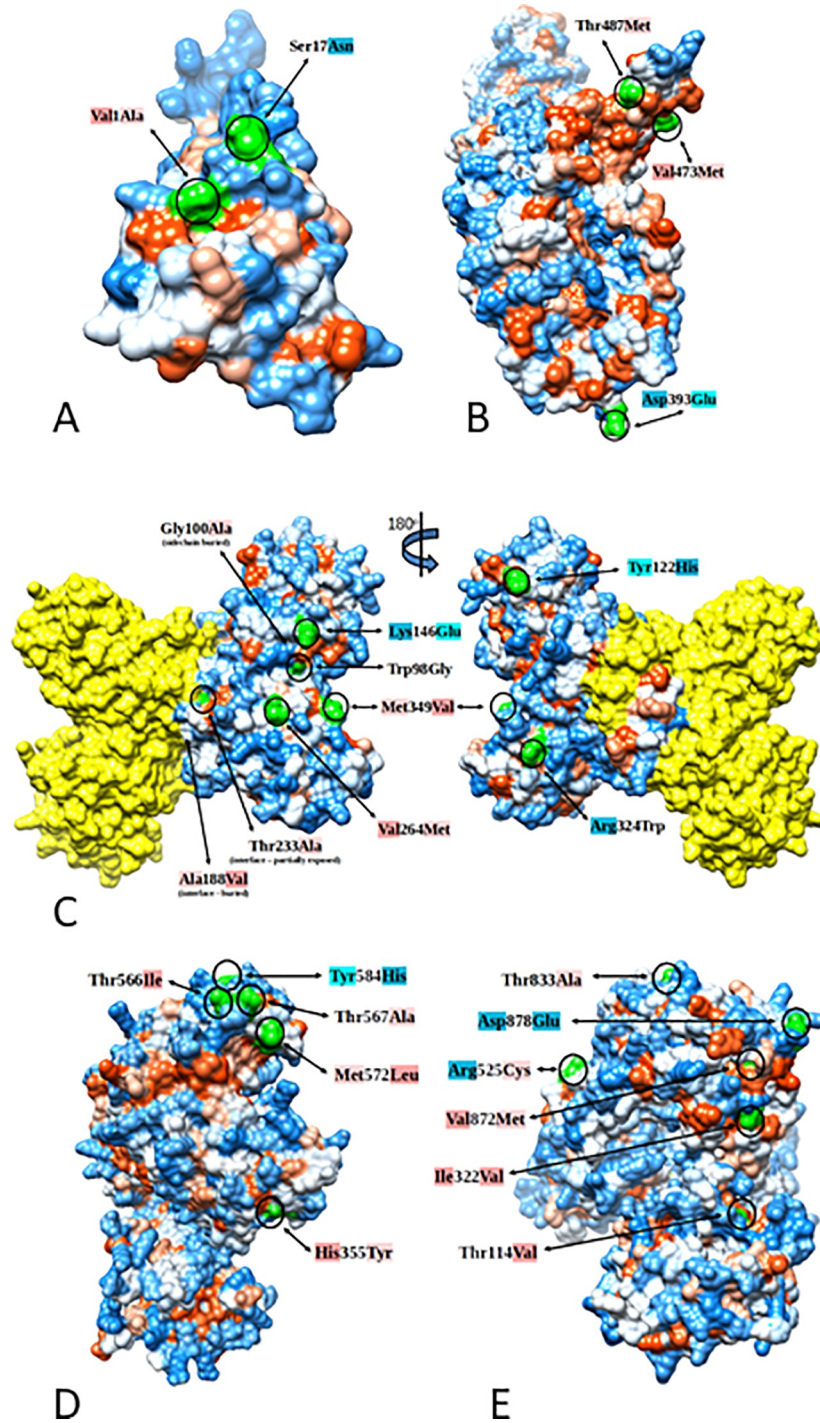 Ser17Asn
Val1Ala
A
Thr487Met
Val473Met
Asp393Glu
B
Gly100Ala
(sidechain buried)
180°
Lys146Glu
Trp98Gly
Met349Val
Tyr122His
Val264Met
Thr233Ala
(interface - partially exposed)
Ala188Val
(interface - buried)
Arg324Trp
C
Thr566Ile
Tyr584His
Thr567Ala
Met572Leu
His355Tyr
D
Thr833Ala
Asp878Glu
Arg525Cys
Val872Met
Ile322Val
Thr114Val
E